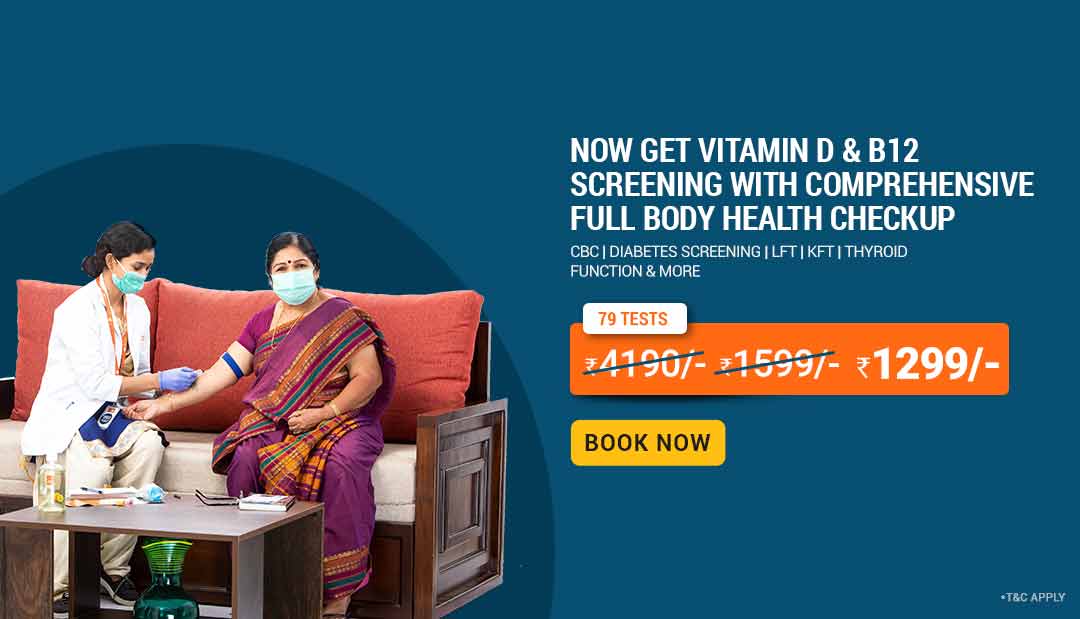 NOW GET VITAMIN D & B12
SCREENING WITH COMPREHENSIVE
FULL BODY HEALTH CHECKUP
CBC | DIABETES SCREENING | LFT | KFT | THYROID
FUNCTION & MORE
79 TESTS
₹4190/- ₹1599/- ₹1299/-
BOOK NOW
*T&C APPLY